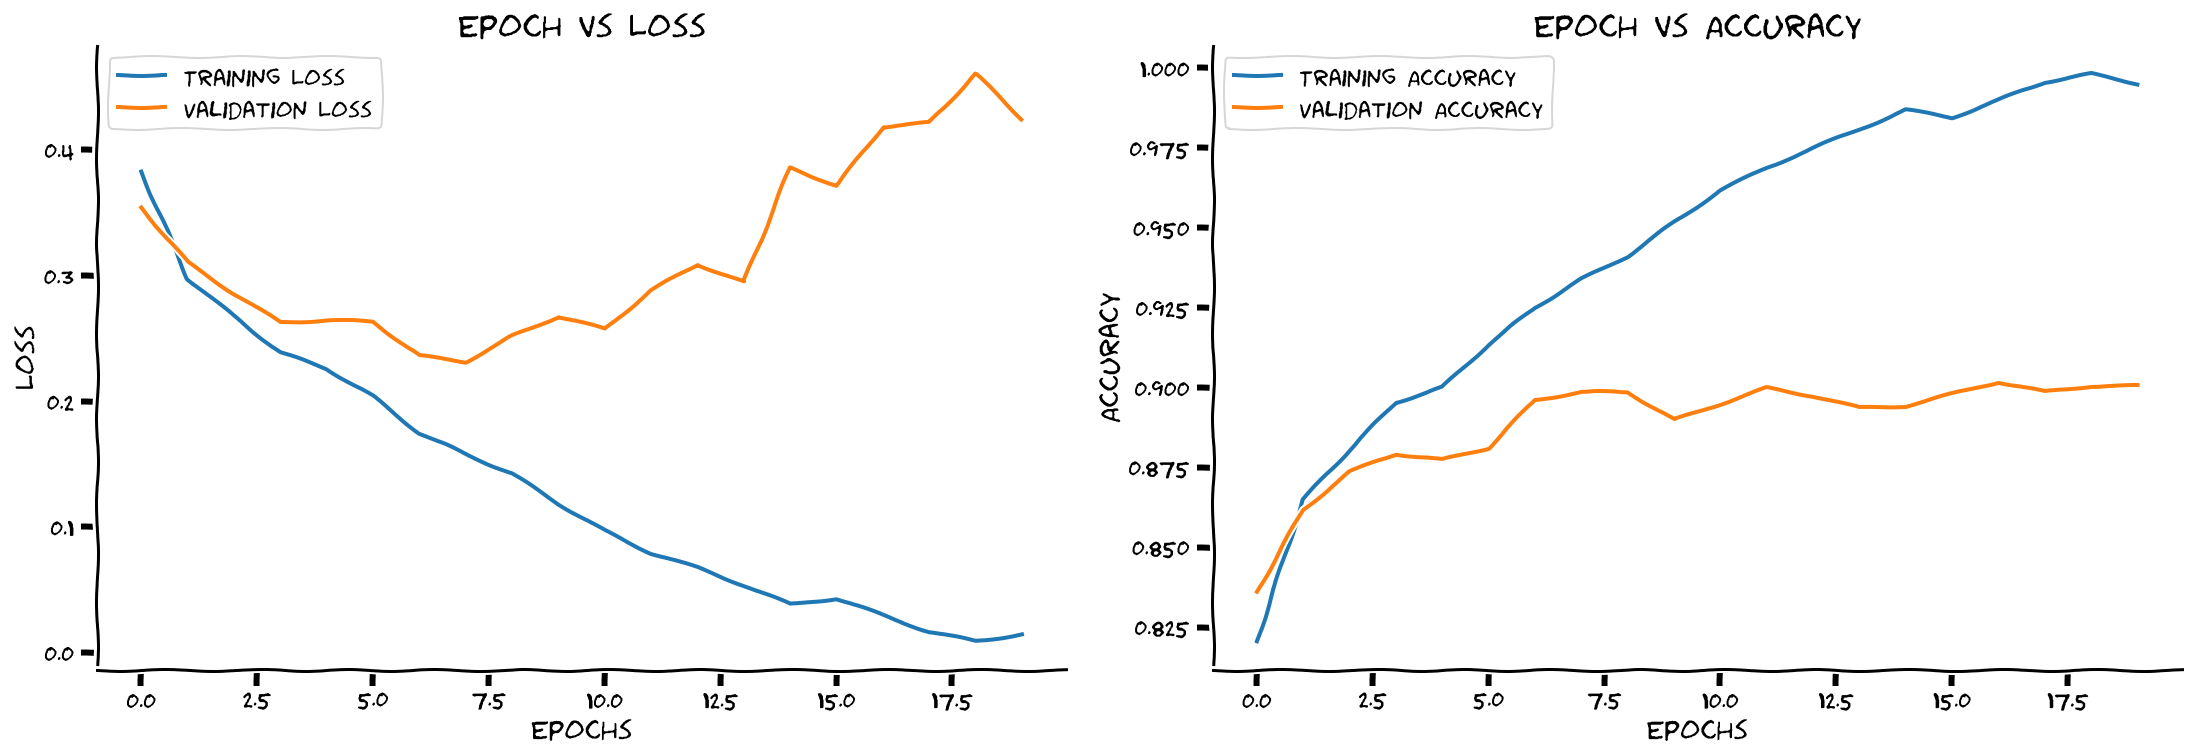 EPOCH VS LOSS
TRAINING LOSS
VALIDATION LOSS
LOSS
0.4
0.3
0.2
0.1
0.0
0.0 2.5 5.0 7.5 10.0 12.5 15.0 17.5
EPOCHS
EPOCH VS ACCURACY
TRAINING ACCURACY
VALIDATION ACCURACY
ACCURACY
1.000
0.975
0.950
0.925
0.900
0.875
0.850
0.825
0.0 2.5 5.0 7.5 10.0 12.5 15.0 17.5
EPOCHS